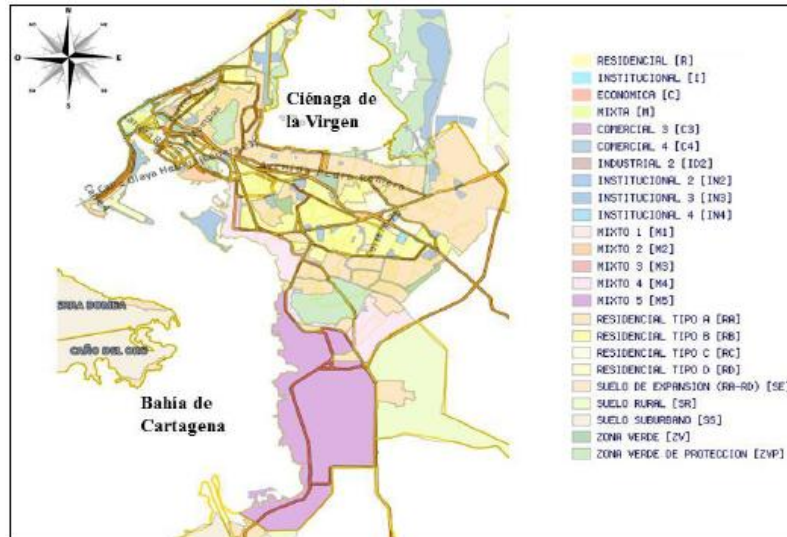 N
O
E
S
Ciénaga de
la Virgen
Avenida Pedro Romero
ERRA BOMBA
CAÑO DEL ORO
Bahía de
Cartagena
RESIDENCIAL [R]
INSTITUCIONAL [I]
ECONOMICA [C]
MIXTA [M]
COMERCIAL 3 [C3]
COMERCIAL 4 [C4]
INDUSTRIAL 2 [ID2]
INSTITUCIONAL 2 [IN2]
INSTITUCIONAL 3 [IN3]
INSTITUCIONAL 4 [IN4]
MIXTO 1 [M1]
MIXTO 2 [M2]
MIXTO 3 [M3]
MIXTO 4 [M4]
MIXTO 5 [M5]
RESIDENCIAL TIPO A [RA]
RESIDENCIAL TIPO B [RB]
RESIDENCIAL TIPO C [RC]
RESIDENCIAL TIPO D [RD]
SUELO DE EXPANSION (RA-RD) [SE]
SUELO RURAL [SR]
SUELO SUBURBANO [SS]
ZONA VERDE [ZV]
ZONA VERDE DE PROTECCION [ZVP]